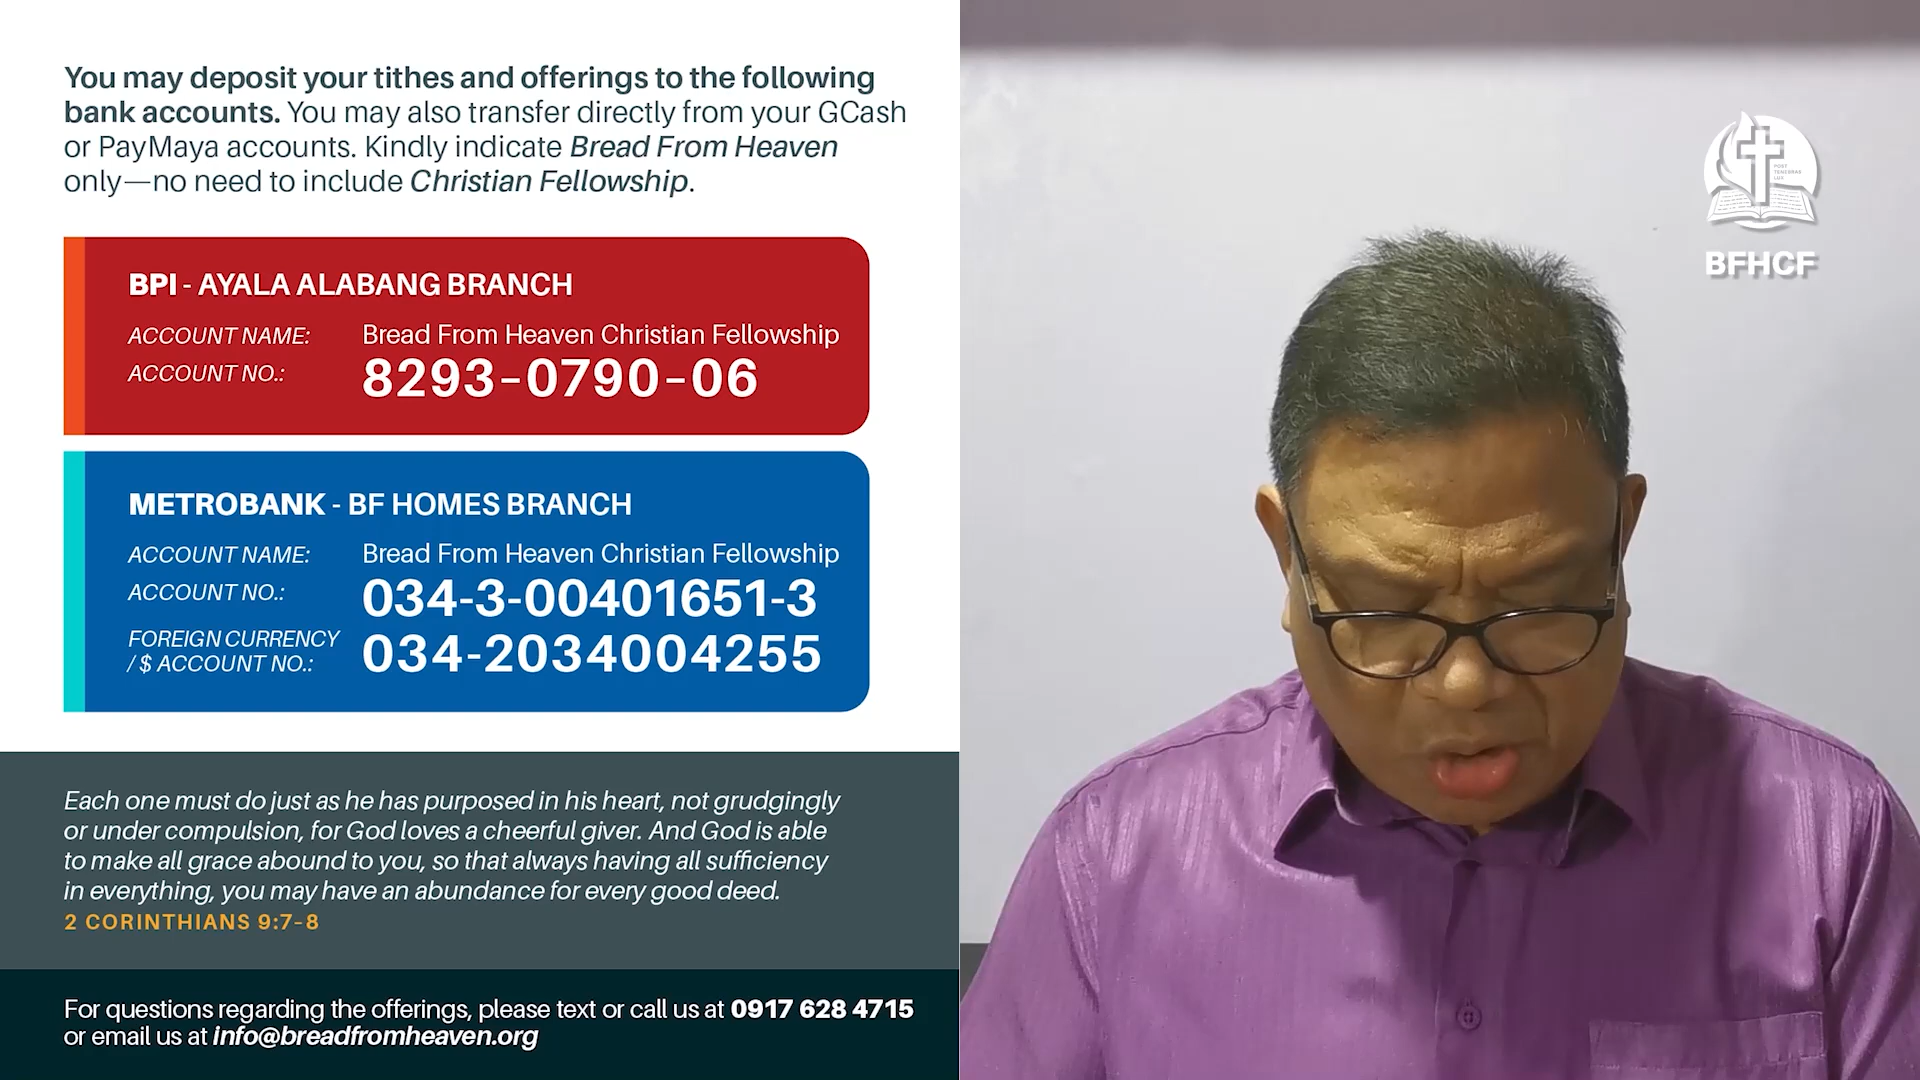 You may deposit your tithes and offerings to the following
bank accounts. You may also transfer directly from your GCash
or PayMaya accounts. Kindly indicate Bread From Heaven
only—no need to include Christian Fellowship.
BPI - AYALA ALABANG BRANCH
ACCOUNT NAME: Bread From Heaven Christian Fellowship
ACCOUNT NO.: 8293-0790-06
METROBANK - BF HOMES BRANCH
ACCOUNT NAME: Bread From Heaven Christian Fellowship
ACCOUNT NO.: 034-3-00401651-3
FOREIGN CURRENCY
/ $ ACCOUNT NO.: 034-2034004255
Each one must do just as he has purposed in his heart, not grudgingly
or under compulsion, for God loves a cheerful giver. And God is able
to make all grace abound to you, so that always having all sufficiency
in everything, you may have an abundance for every good deed.
2 CORINTHIANS 9:7-8
For questions regarding the offerings, please text or call us at 0917 628 4715
or email us at info@breadfromheaven.org
POST
TENEBRAS
LUX
BFHCF